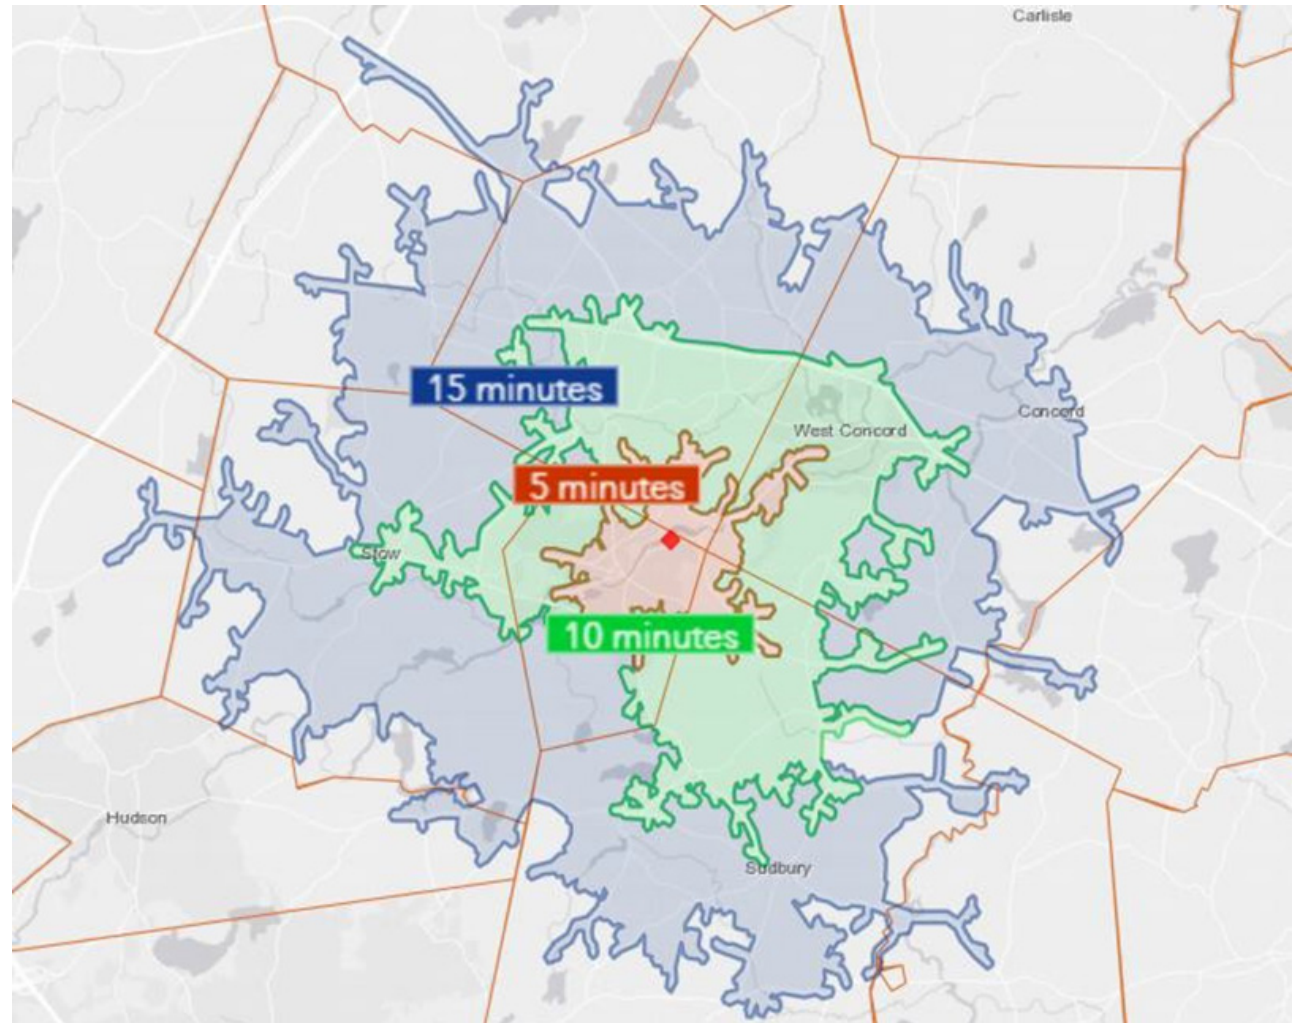 Carlisle
15 minutes
Concord
West Concord
5 minutes
Stow
10 minutes
Hudson
Sudbury